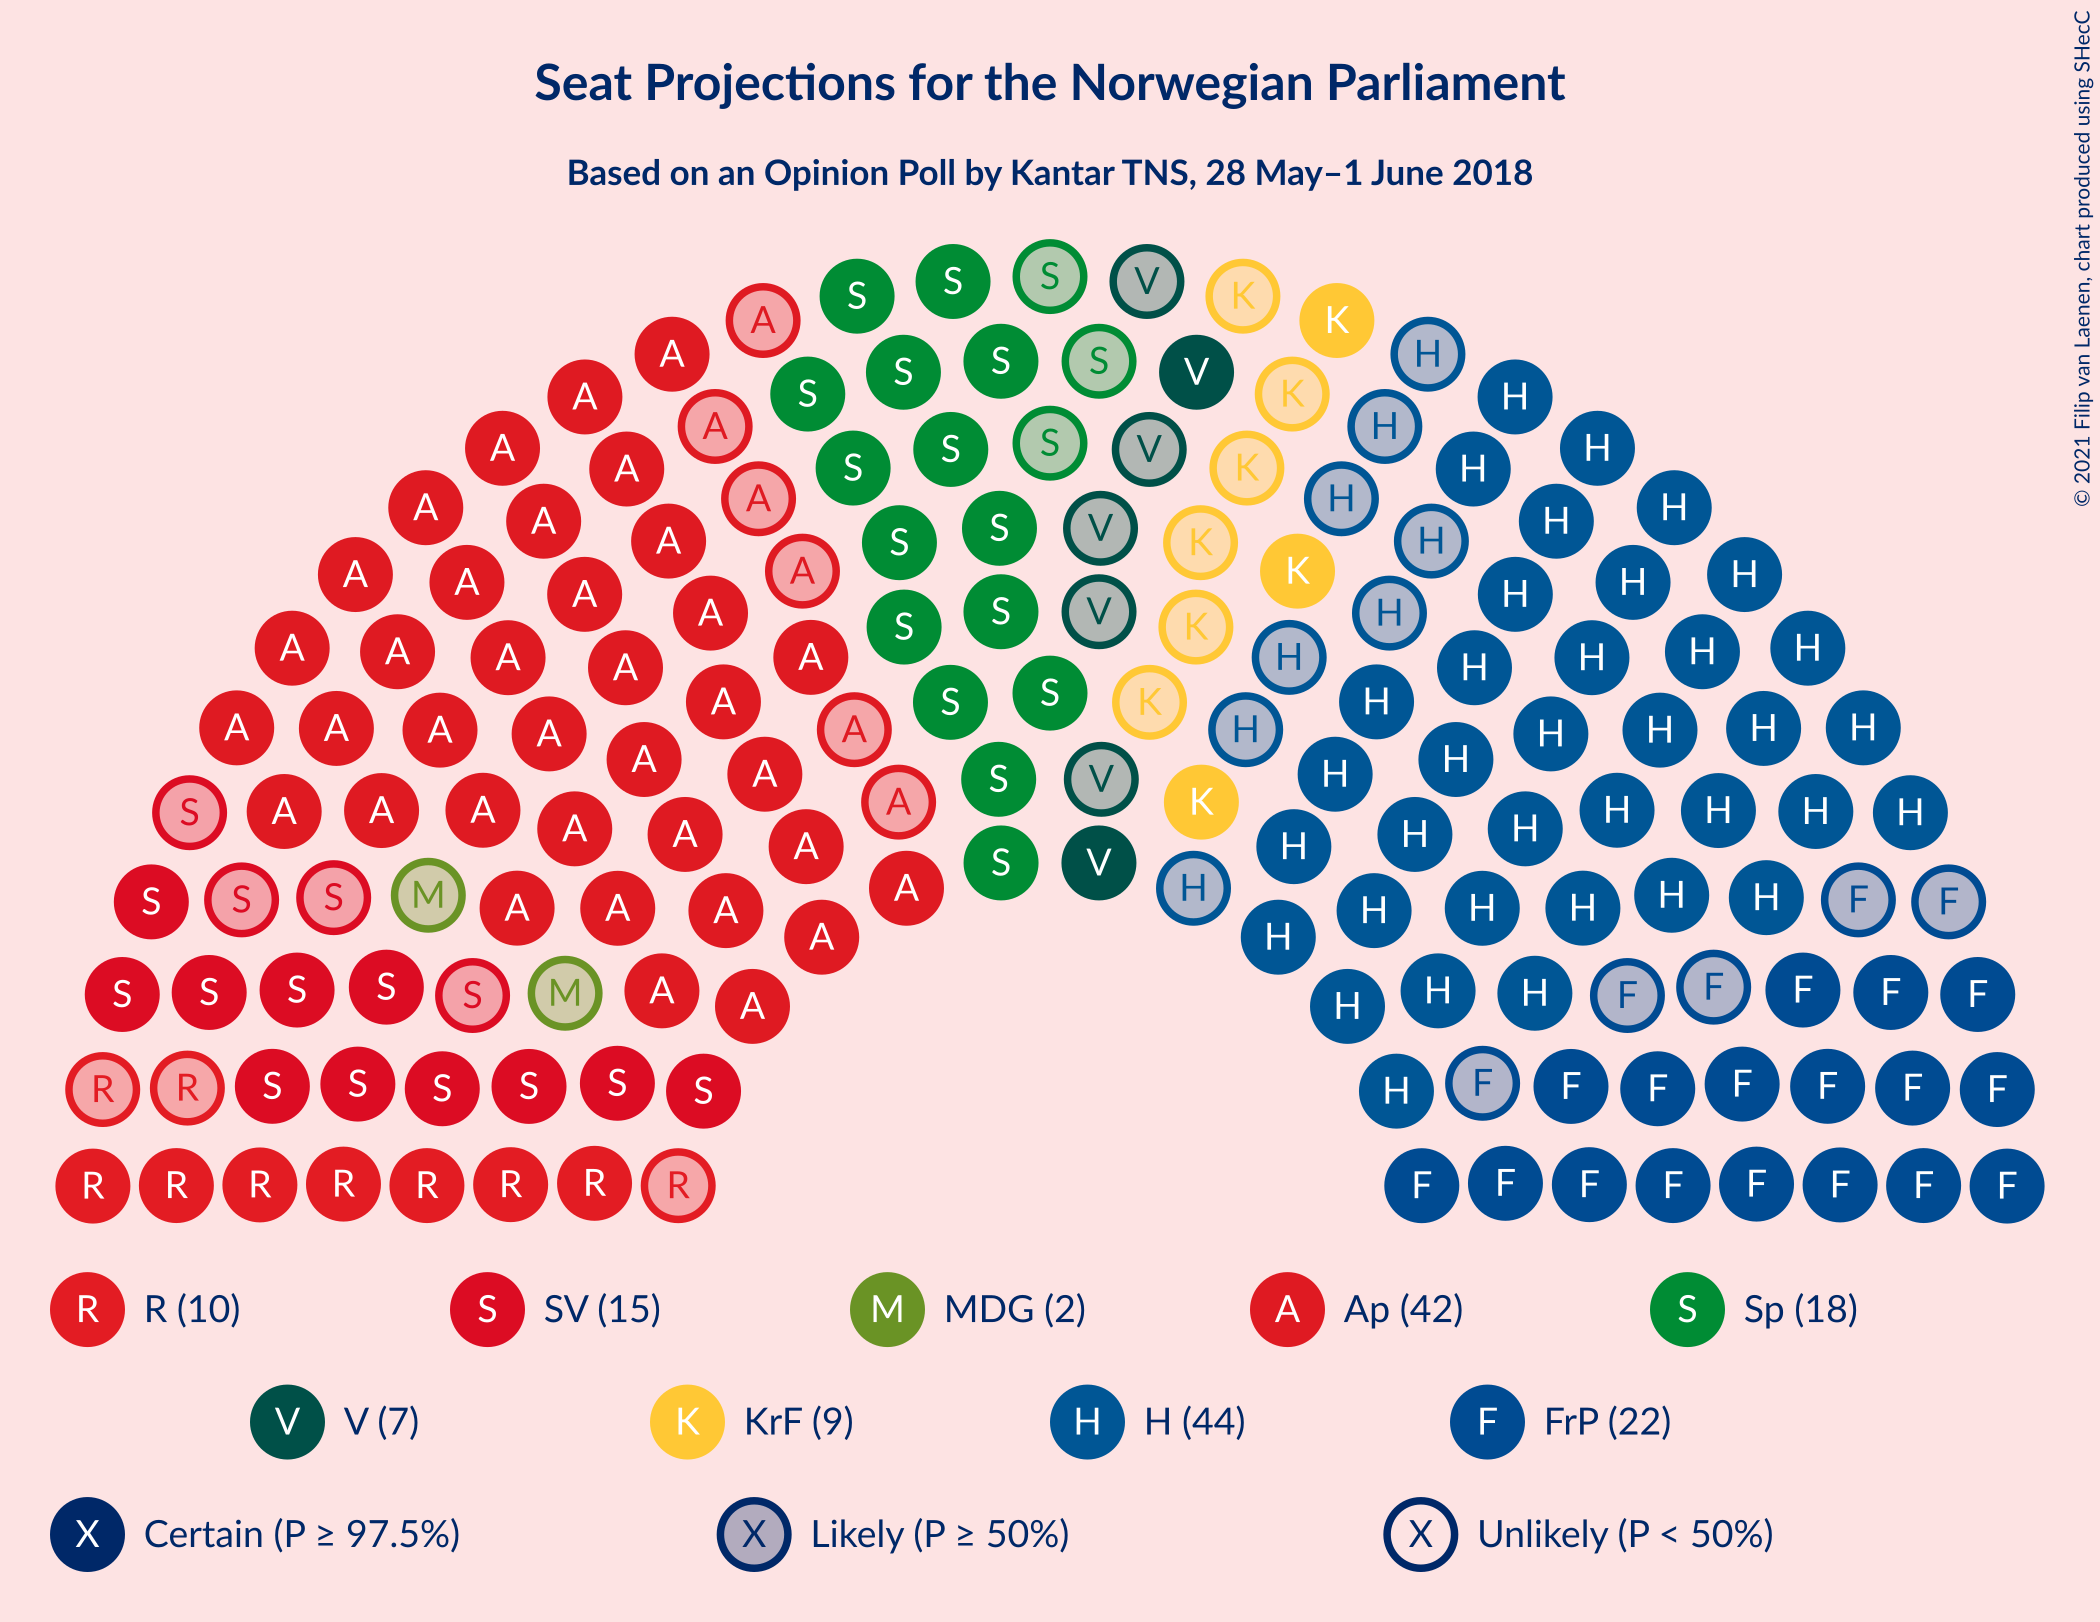 Seat Projections for the Norwegian Parliament
Based on an Opinion Poll by Kantar TNS, 28 May–1 June 2018
© 2021 Filip van Laenen, chart produced using SHecC
S S S V K K
A A S S S S V K H H
A A A S S S V K H H H
A A A A S S V K K H H H H
A A A A A S S V K H H H H H
A A A A A A S S K H H H H H H
A A A A A A A S V K H H H H H H H
S A A A A A A A S V H H H H H H H H
S S S M A A A A A H H H H H H H F F
S S S S S M A A H H H F F F F F
R R S S S S S S H F F F F F F F
R R R R R R R R F F F F F F F F
R R (10) S SV (15) M MDG (2) A Ap (42) S Sp (18)
V V (7) K KrF (9) H H (44) F FrP (22)
X Certain (P ≥ 97.5%) X Likely (P ≥ 50%) X Unlikely (P < 50%)